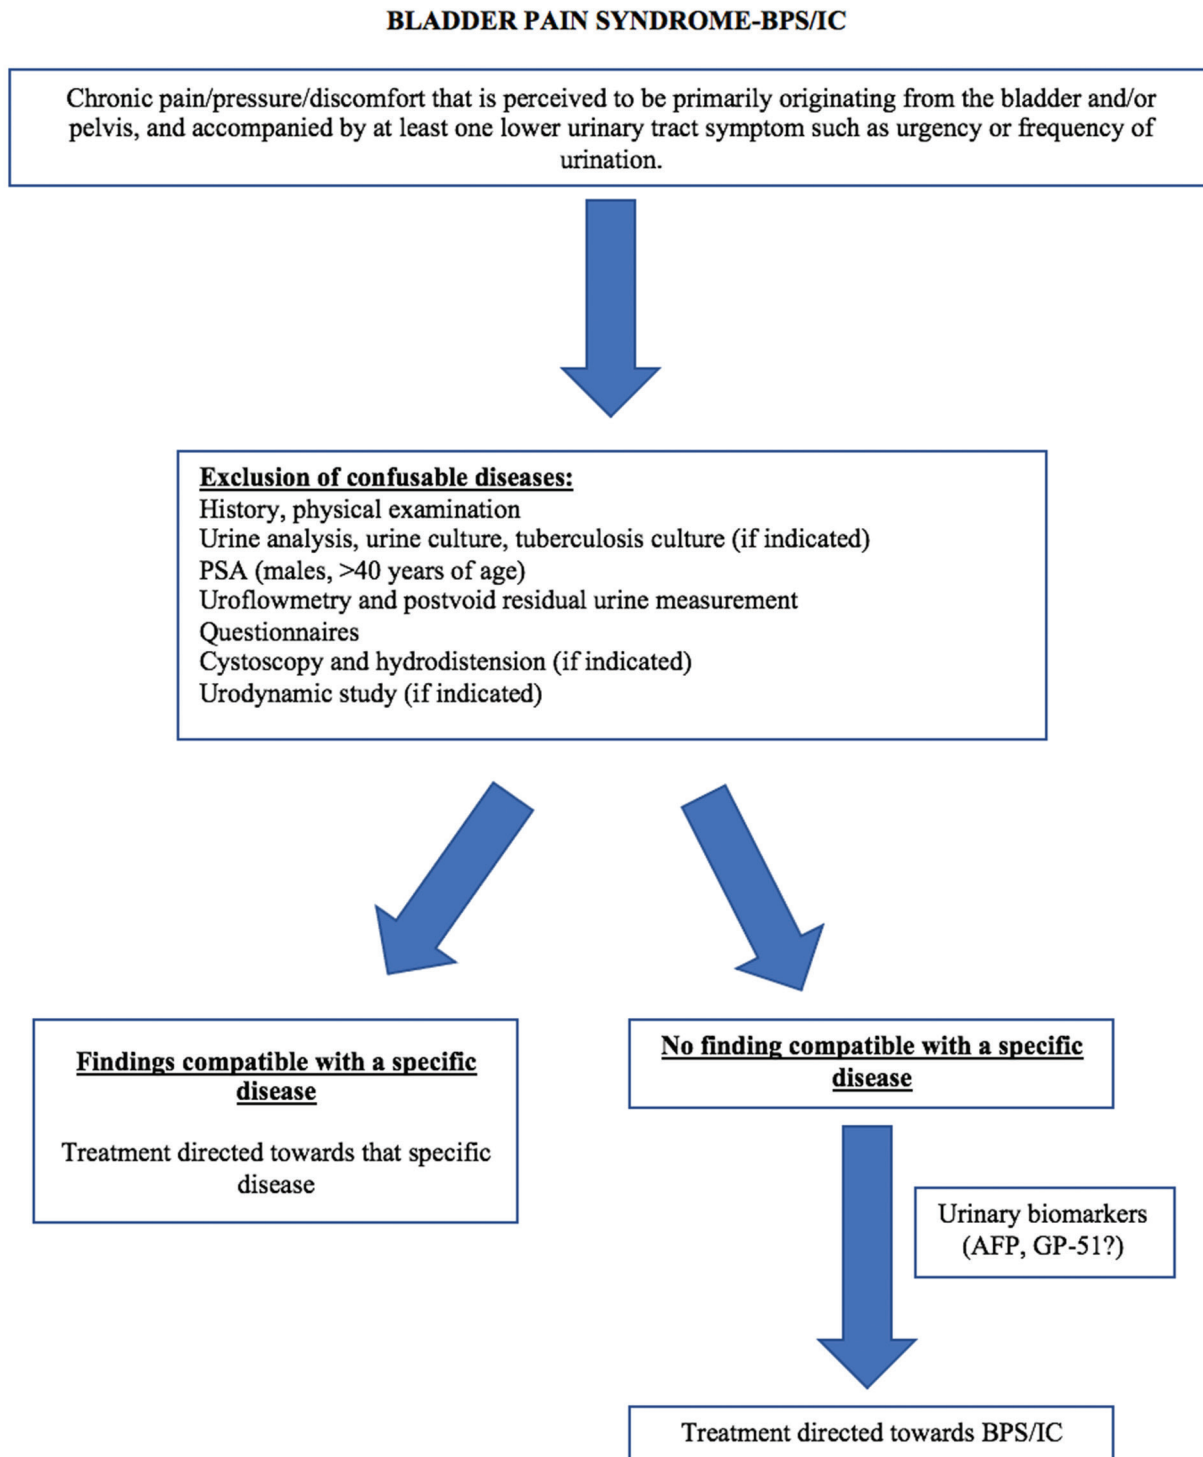 BLADDER PAIN SYNDROME-BPS/IC
Chronic pain/pressure/discomfort that is perceived to be primarily originating from the bladder and/or
pelvis, and accompanied by at least one lower urinary tract symptom such as urgency or frequency of
urination.
Exclusion of confusable diseases:
History, physical examination
Urine analysis, urine culture, tuberculosis culture (if indicated)
PSA (males, >40 years of age)
Uroflowmetry and postvoid residual urine measurement
Questionnaires
Cystoscopy and hydrodistension (if indicated)
Urodynamic study (if indicated)
Findings compatible with a specific
disease
Treatment directed towards that specific
disease
No finding compatible with a specific
disease
Urinary biomarkers
(AFP, GP-51?)
Treatment directed towards BPS/IC